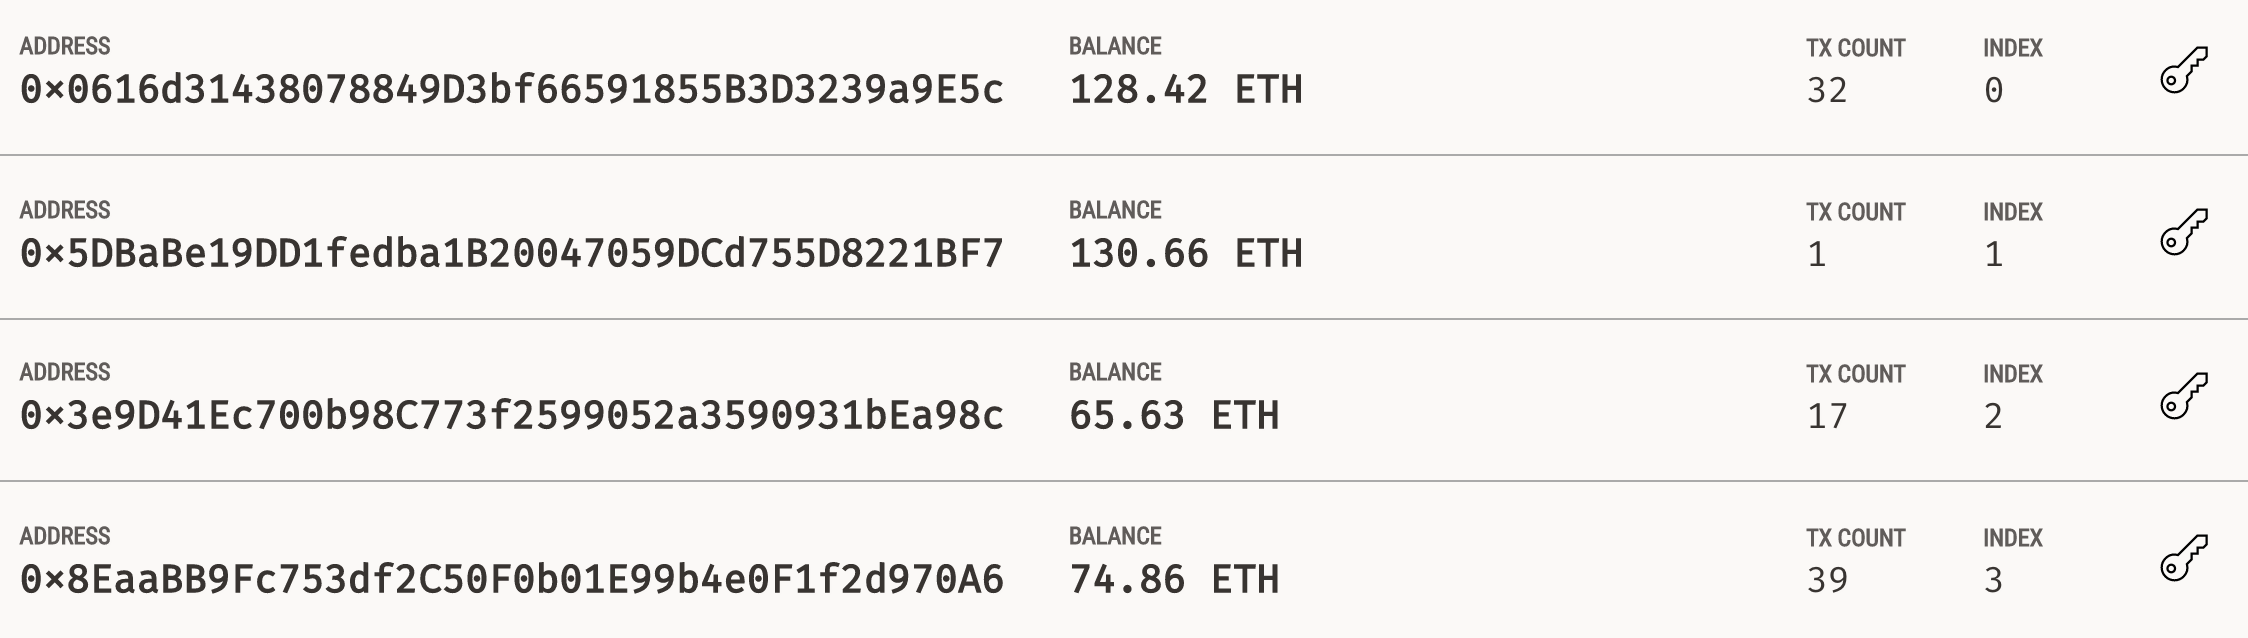 ADDRESS BALANCE TX COUNT INDEX
0x0616d31438078849D3bf66591855B3D3239a9E5c 128.42 ETH 32 0
ADDRESS BALANCE TX COUNT INDEX
0x5DBaBe19DD1fedba1B20047059DCd755D8221BF7 130.66 ETH 1 1
ADDRESS BALANCE TX COUNT INDEX
0x3e9D41Ec700b98C773f2599052a3590931bEa98c 65.63 ETH 17 2
ADDRESS BALANCE TX COUNT INDEX
0x8EaaBB9Fc753df2C50F0b01E99b4e0F1f2d970A6 74.86 ETH 39 3